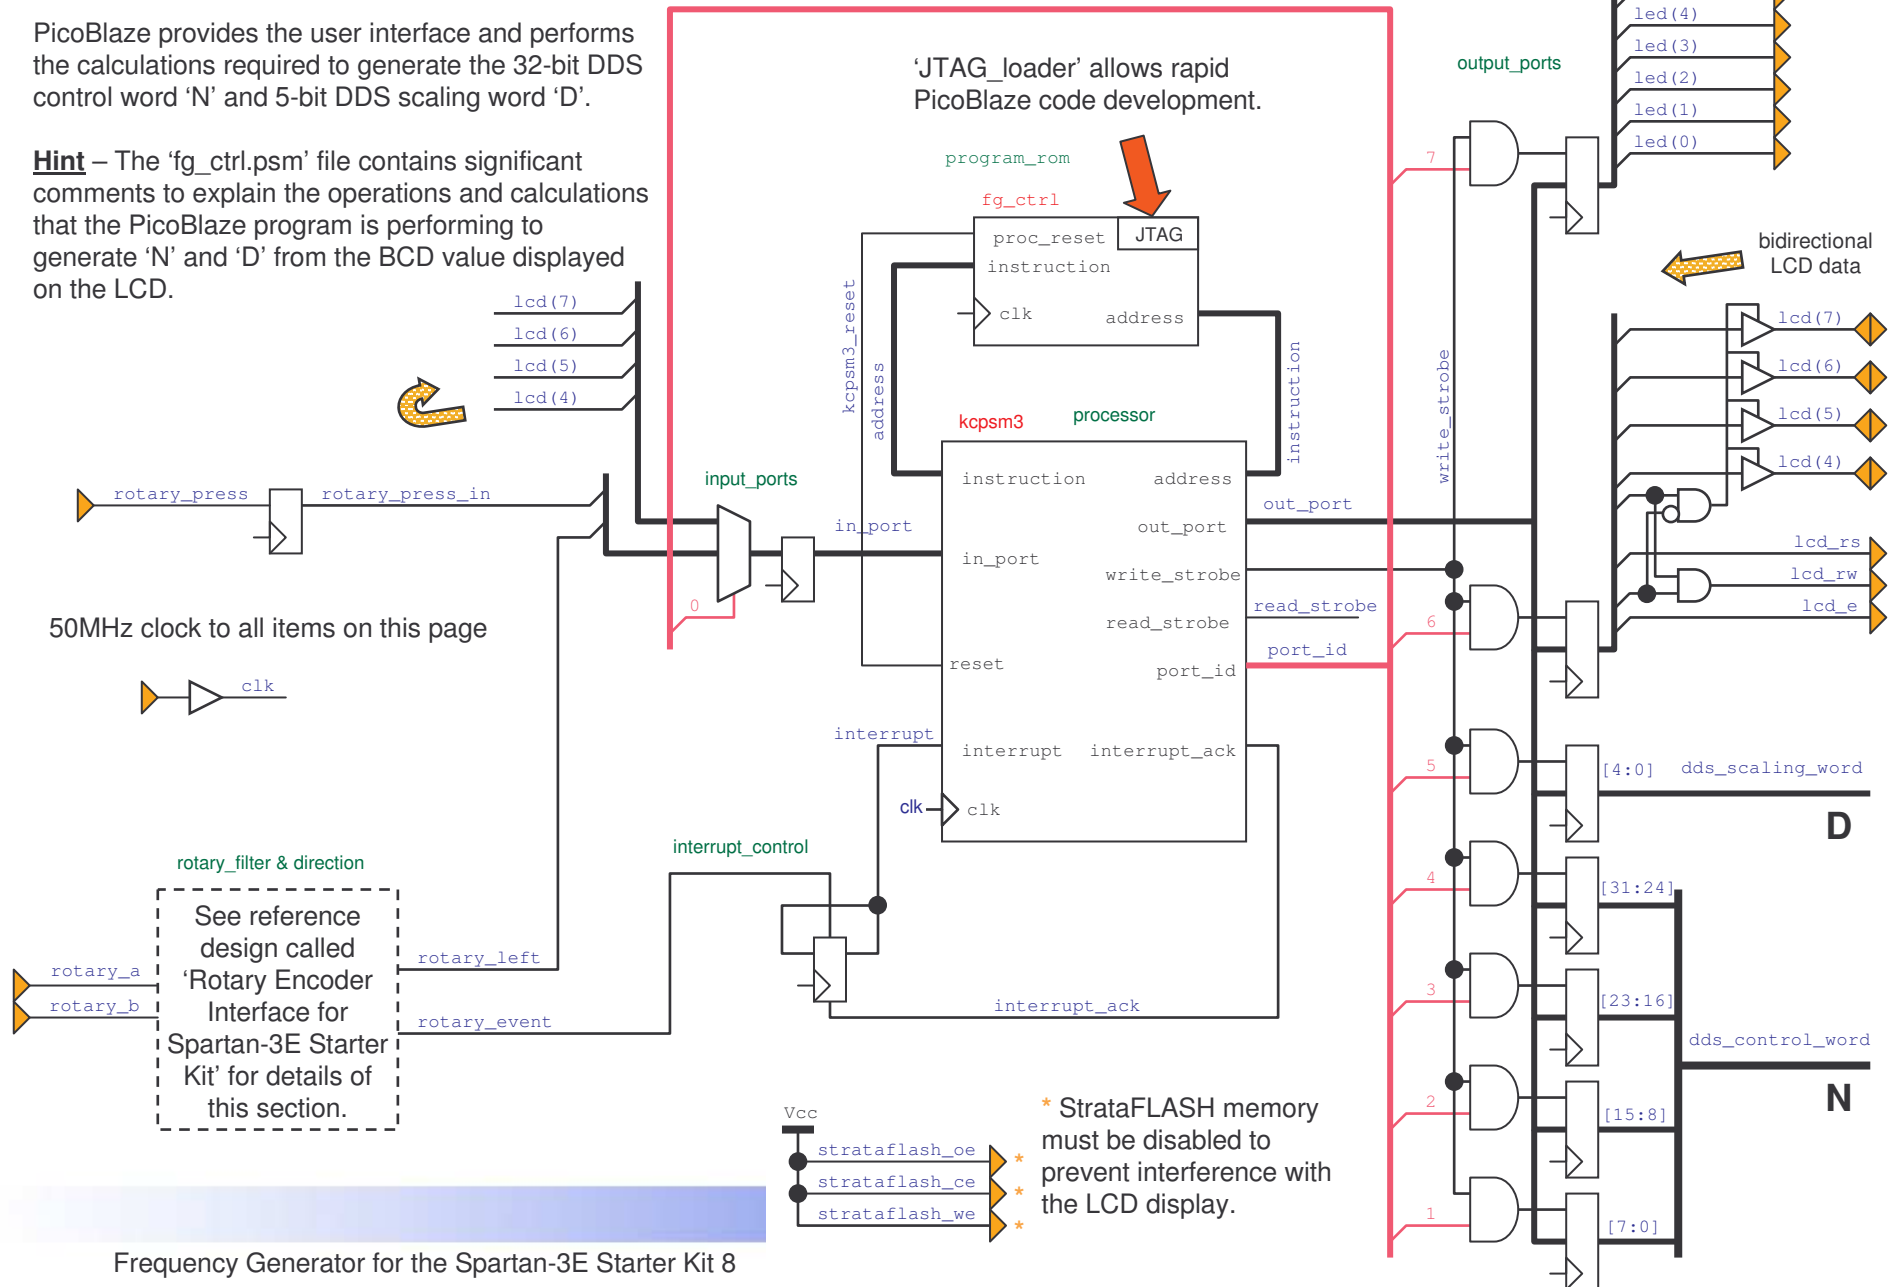 PicoBlaze provides the user interface and performs
the calculations required to generate the 32-bit DDS
control word ‘N’ and 5-bit DDS scaling word ‘D’.
Hint – The ‘fg_ctrl.psm’ file contains significant
comments to explain the operations and calculations
that the PicoBlaze program is performing to
generate ‘N’ and ‘D’ from the BCD value displayed
on the LCD.
‘JTAG_loader’ allows rapid
PicoBlaze code development.
output_ports
led(4)
led(3)
led(2)
led(1)
led(0)
7
program_rom
fg_ctrl
proc_reset
JTAG
instruction
clk
address
bidirectional
LCD data
lcd(7)
lcd(6)
lcd(5)
lcd(4)
kcpsm3_reset
address
instruction
write_strobe
lcd(7)
lcd(6)
lcd(5)
lcd(4)
lcd_rs
lcd_rw
lcd_e
kcpsm3
processor
instruction
address
out_port
in_port
write_strobe
read_strobe
reset
port_id
interrupt
interrupt_ack
clk
clk
out_port
read_strobe
port_id
input_ports
in_port
0
rotary_press
rotary_press_in
50MHz clock to all items on this page
clk
interrupt
interrupt_control
interrupt_ack
rotary_filter & direction
See reference
design called
‘Rotary Encoder
Interface for
Spartan-3E Starter
Kit’ for details of
this section.
rotary_a
rotary_b
rotary_left
rotary_event
6
5
[4:0]
dds_scaling_word
D
4
[31:24]
3
[23:16]
dds_control_word
N
2
[15:8]
1
[7:0]
Vcc
strataflash_oe *
strataflash_ce *
strataflash_we *
* StrataFLASH memory
must be disabled to
prevent interference with
the LCD display.
Frequency Generator for the Spartan-3E Starter Kit 8